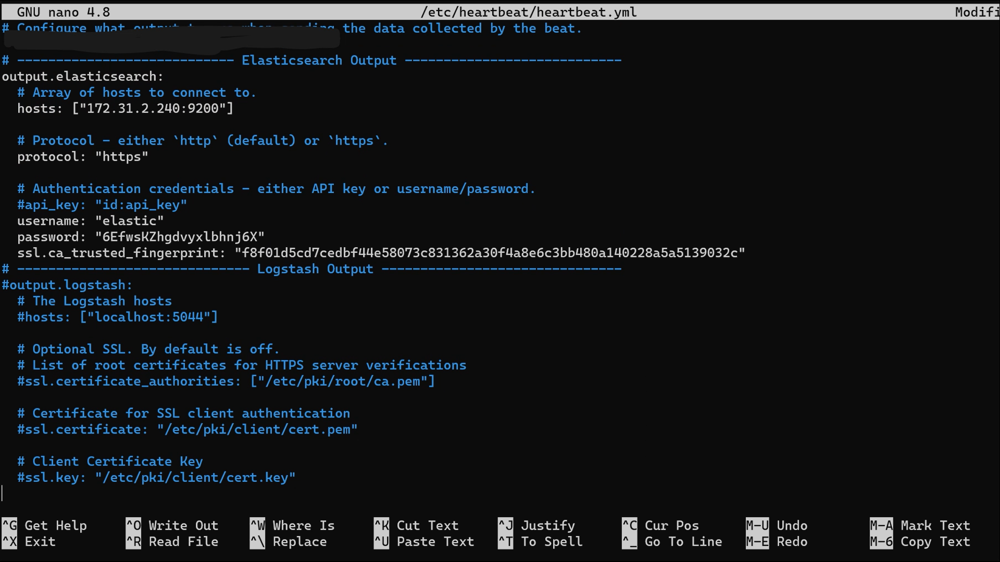 GNU nano 4.8 /etc/heartbeat/heartbeat.yml Modifi
# Configure what output the data collected by the beat.
# ---------------------------- Elasticsearch Output ----------------------------
output.elasticsearch:
  # Array of hosts to connect to.
  hosts: ["172.31.2.240:9200"]
  # Protocol - either `http` (default) or `https`.
  protocol: "https"
  # Authentication credentials - either API key or username/password.
  #api_key: "id:api_key"
  username: "elastic"
  password: "6EfwsKZhgdvyxlbhnj6X"
  ssl.ca_trusted_fingerprint: "f8f01d5cd7cedbf44e58073c831362a30f4a8e6c3bb480a140228a5a5139032c"
# ------------------------------ Logstash Output -------------------------------
#output.logstash:
  # The Logstash hosts
  #hosts: ["localhost:5044"]
  # Optional SSL. By default is off.
  # List of root certificates for HTTPS server verifications
  #ssl.certificate_authorities: ["/etc/pki/root/ca.pem"]
  # Certificate for SSL client authentication
  #ssl.certificate: "/etc/pki/client/cert.pem"
  # Client Certificate Key
  #ssl.key: "/etc/pki/client/cert.key"
^G Get Help ^O Write Out ^W Where Is ^K Cut Text ^J Justify ^C Cur Pos M-U Undo M-A Mark Text
^X Exit ^R Read File ^\ Replace ^U Paste Text ^T To Spell ^_ Go To Line M-E Redo M-6 Copy Text